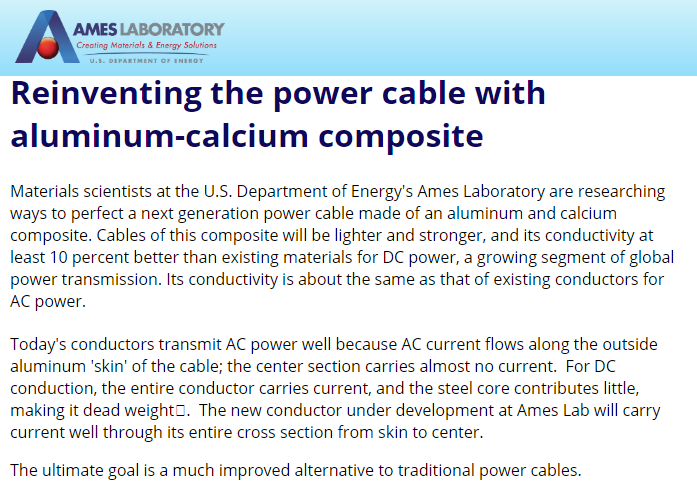 AMES LABORATORY
Creating Materials & Energy Solutions
U.S. DEPARTMENT OF ENERGY
Reinventing the power cable with
aluminum-calcium composite
Materials scientists at the U.S. Department of Energy's Ames Laboratory are researching
ways to perfect a next generation power cable made of an aluminum and calcium
composite. Cables of this composite will be lighter and stronger, and its conductivity at
least 10 percent better than existing materials for DC power, a growing segment of global
power transmission. Its conductivity is about the same as that of existing conductors for
AC power.
Today's conductors transmit AC power well because AC current flows along the outside
aluminum 'skin' of the cable; the center section carries almost no current.  For DC
conduction, the entire conductor carries current, and the steel core contributes little,
making it dead weight▯.  The new conductor under development at Ames Lab will carry
current well through its entire cross section from skin to center.
The ultimate goal is a much improved alternative to traditional power cables.